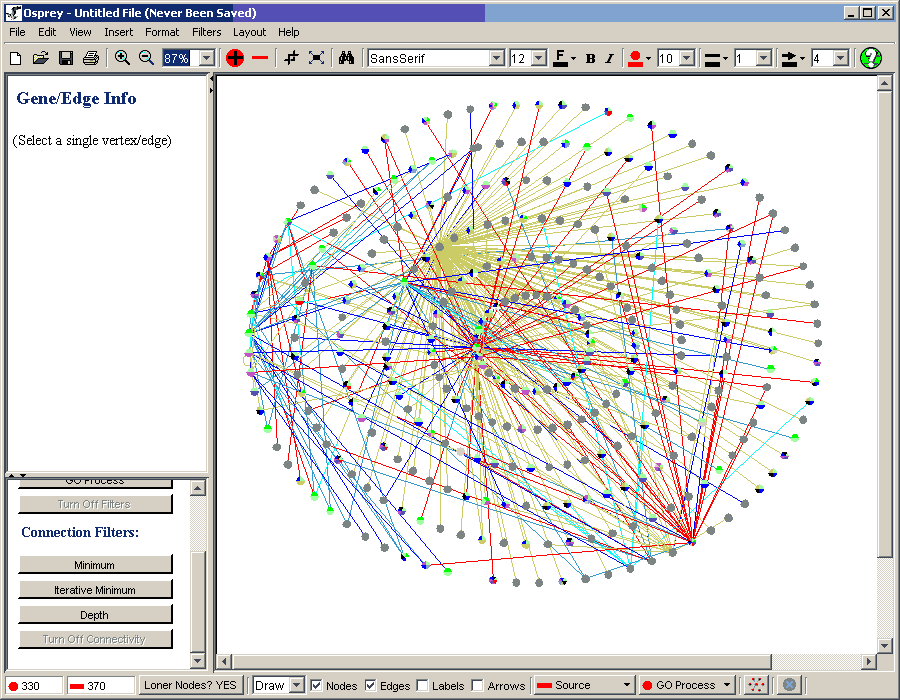 Osprey - Untitled File (Never Been Saved)
File Edit View Insert Format Filters Layout Help
87% SansSerif 12 F B I 10 1 4 ?
Gene/Edge Info
(Select a single vertex/edge)
GO Process
Turn Off Filters
Connection Filters:
Minimum
Iterative Minimum
Depth
Turn Off Connectivity
330 370 Loner Nodes? YES Draw Nodes Edges Labels Arrows Source GO Process